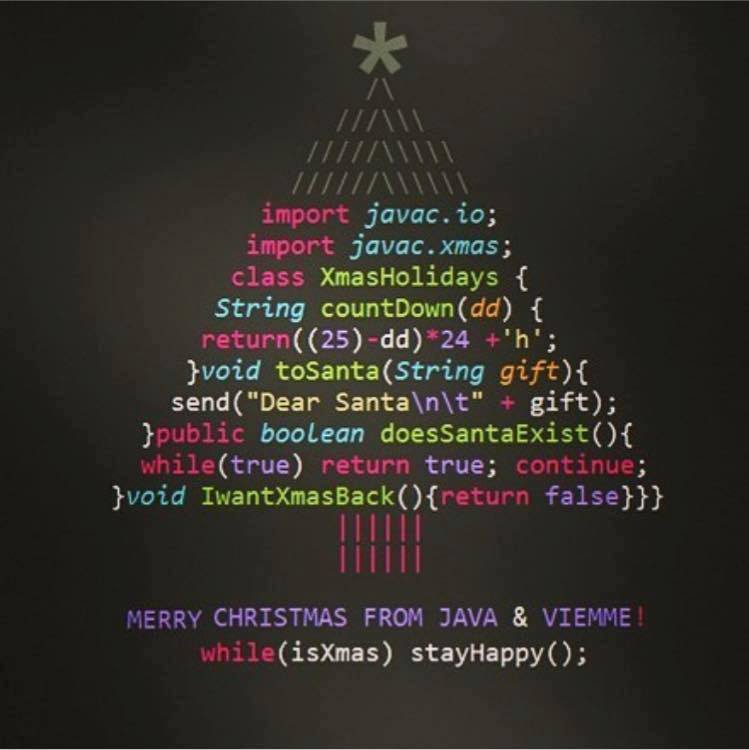 *
/\
///\\\
/////\\\\\
//////\\\\\\
import javac.io;
import javac.xmas;
class XmasHolidays {
String countDown(dd) {
return((25)-dd)*24 +'h';
}void toSanta(String gift){
send("Dear Santa\n\t" + gift);
}public boolean doesSantaExist(){
while(true) return true; continue;
}void IwantXmasBack(){return false}}}
||||||
||||||
MERRY CHRISTMAS FROM JAVA & VIEMME!
while(isXmas) stayHappy();